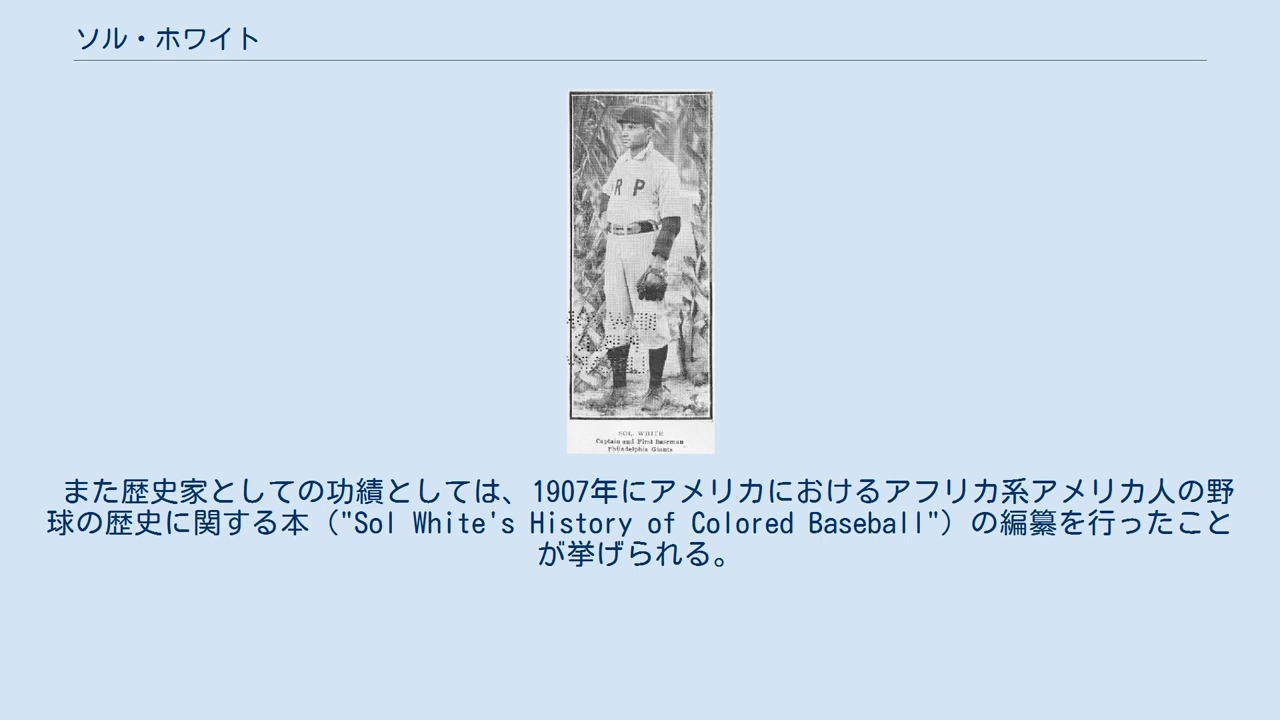 ソル・ホワイト
RP
SOL. WHITE
Captain and First Baseman
Philadelphia Giants
また歴史家としての功績としては、1907年にアメリカにおけるアフリカ系アメリカ人の野
球の歴史に関する本（"Sol White's History of Colored Baseball"）の編纂を行ったこと
が挙げられる。